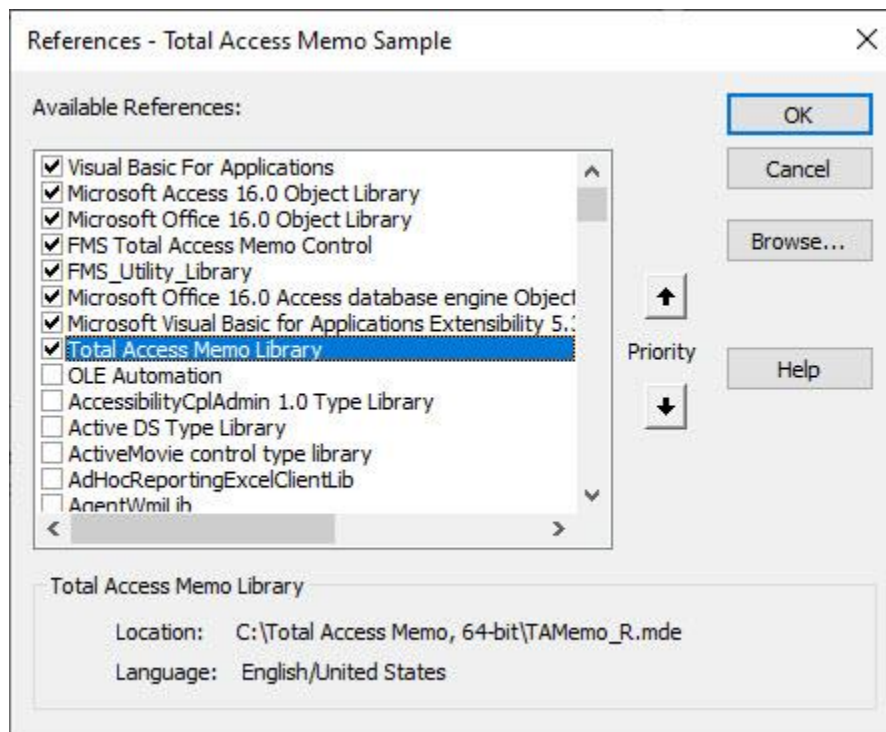 References - Total Access Memo Sample
Available References:
OK
Cancel
Browse...
Priority
Help
Visual Basic For Applications
Microsoft Access 16.0 Object Library
Microsoft Office 16.0 Object Library
FMS Total Access Memo Control
FMS_Utility_Library
Microsoft Office 16.0 Access database engine Object
Microsoft Visual Basic for Applications Extensibility 5.
Total Access Memo Library
OLE Automation
AccessibilityCplAdmin 1.0 Type Library
Active DS Type Library
ActiveMovie control type library
AdHocReportingExcelClientLib
AgentWmiLib
Total Access Memo Library
Location: C:\Total Access Memo, 64-bit\TAMemo_R.mde
Language: English/United States